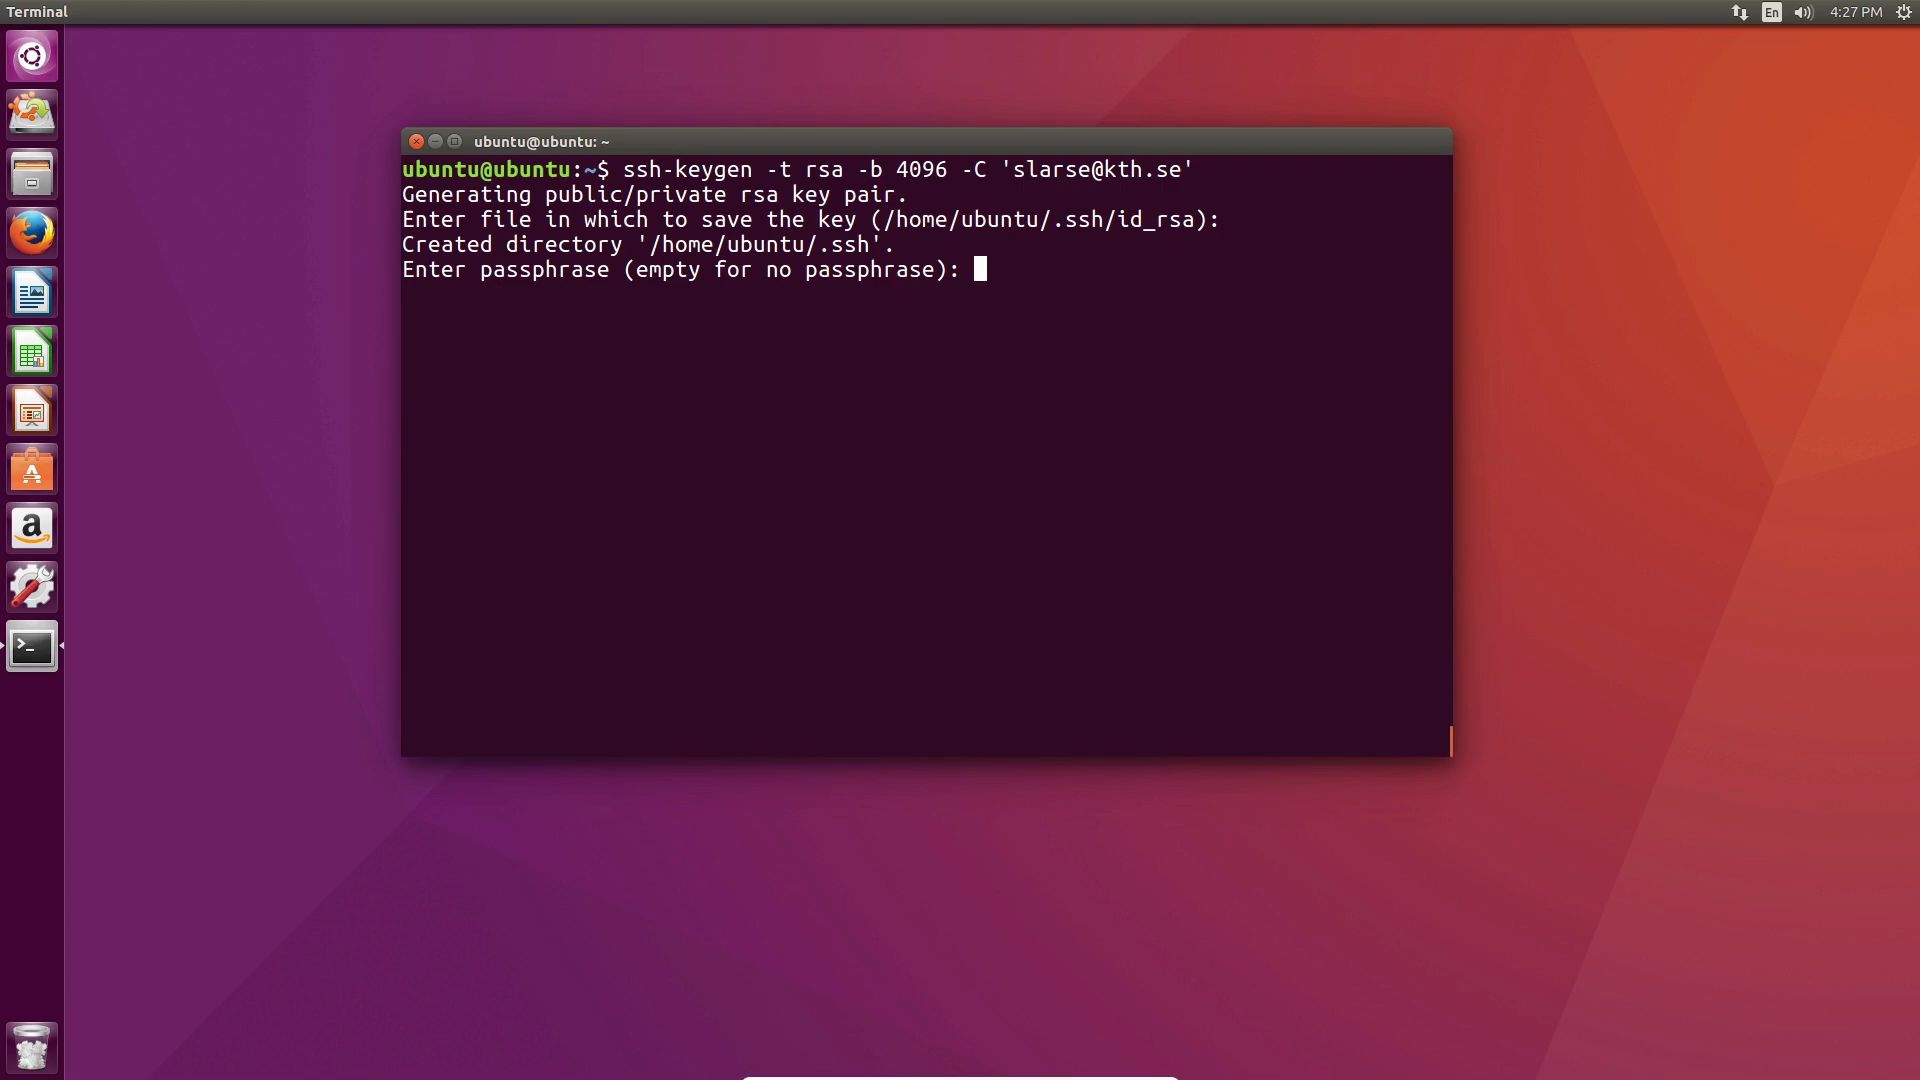 Terminal
En
4:27 PM
ubuntu@ubuntu: ~
ubuntu@ubuntu:~$ ssh-keygen -t rsa -b 4096 -C 'slarse@kth.se'
Generating public/private rsa key pair.
Enter file in which to save the key (/home/ubuntu/.ssh/id_rsa):
Created directory '/home/ubuntu/.ssh'.
Enter passphrase (empty for no passphrase):